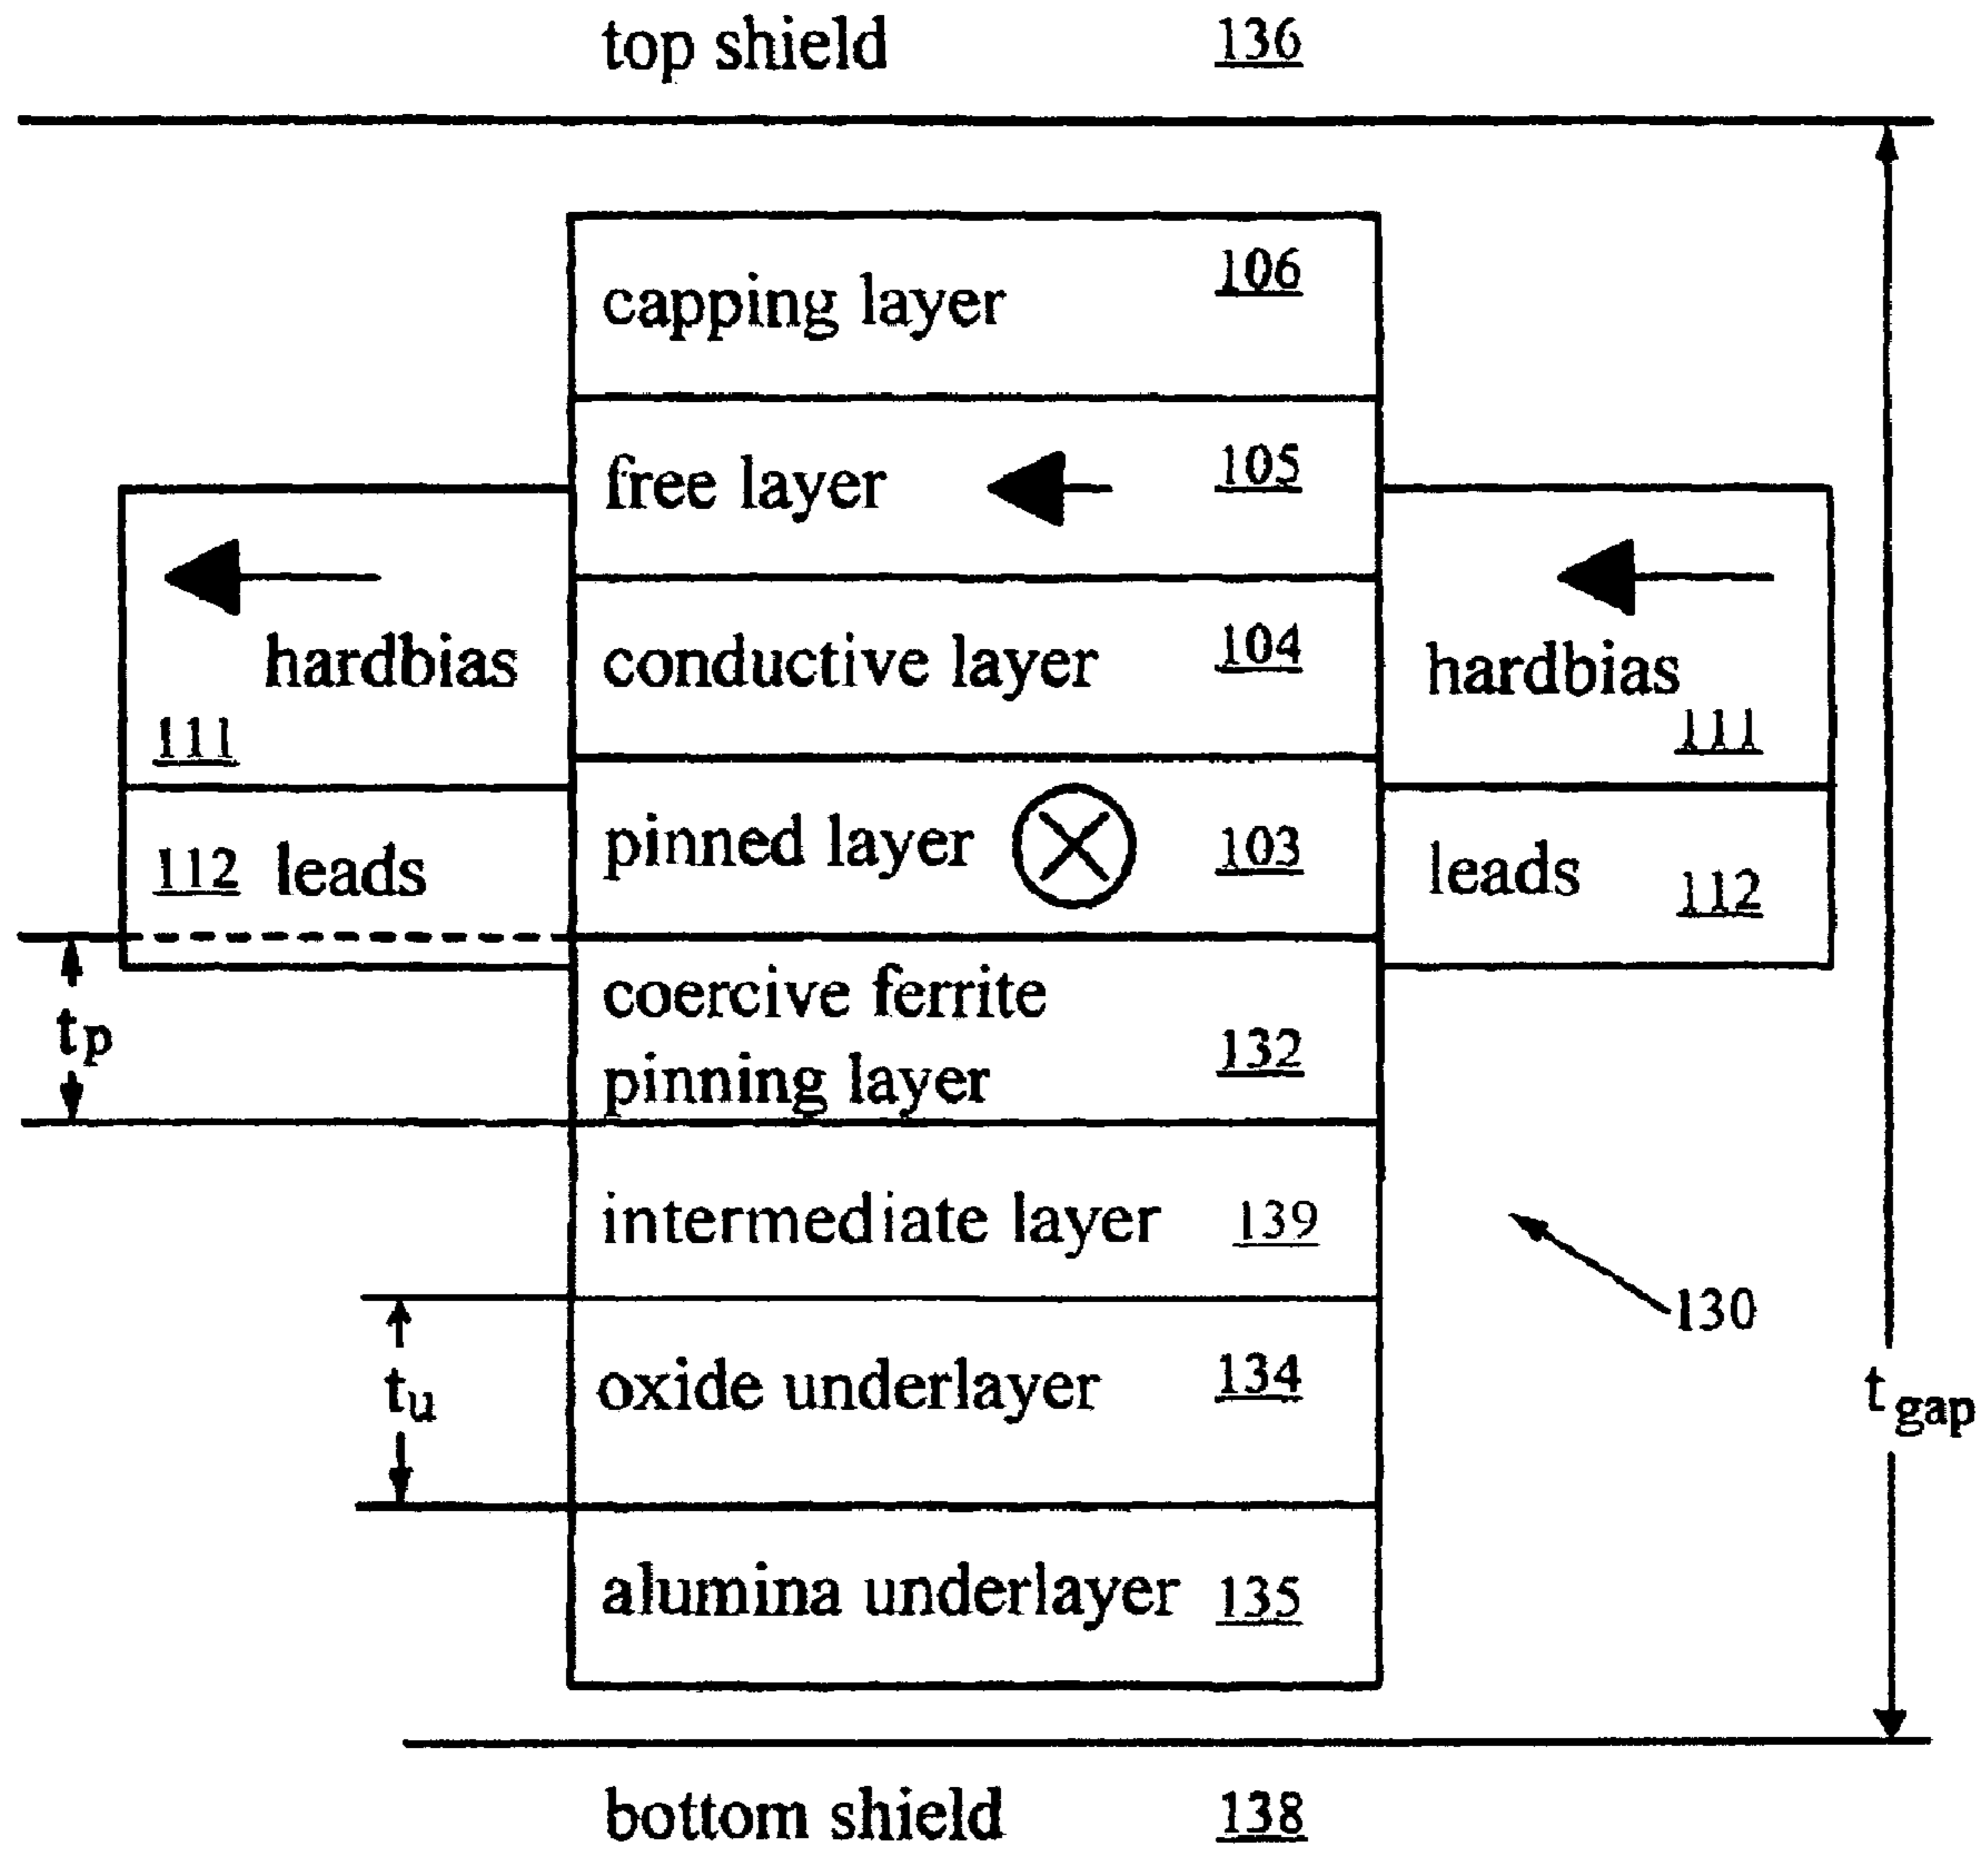 top shield 136
capping layer 106
free layer 105
hardbias 111
conductive layer 104
hardbias 111
112 leads
pinned layer 103
leads 112
tp
coercive ferrite
pinning layer 132
intermediate layer 139
130
tu
oxide underlayer 134
tgap
alumina underlayer 135
bottom shield 138